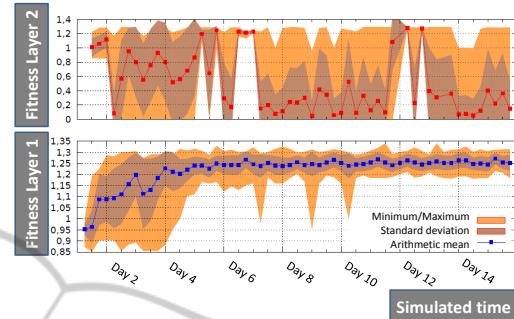 Fitness Layer 2
1,4
1,2
1
0,8
0,6
0,4
0,2
0
Fitness Layer 1
1,35
1,3
1,25
1,2
1,15
1,1
1,05
1
0,95
0,9
0,85
Minimum/Maximum
Standard deviation
Arithmetic mean
Day 2
Day 4
Day 6
Day 8
Day 10
Day 12
Day 14
Simulated time